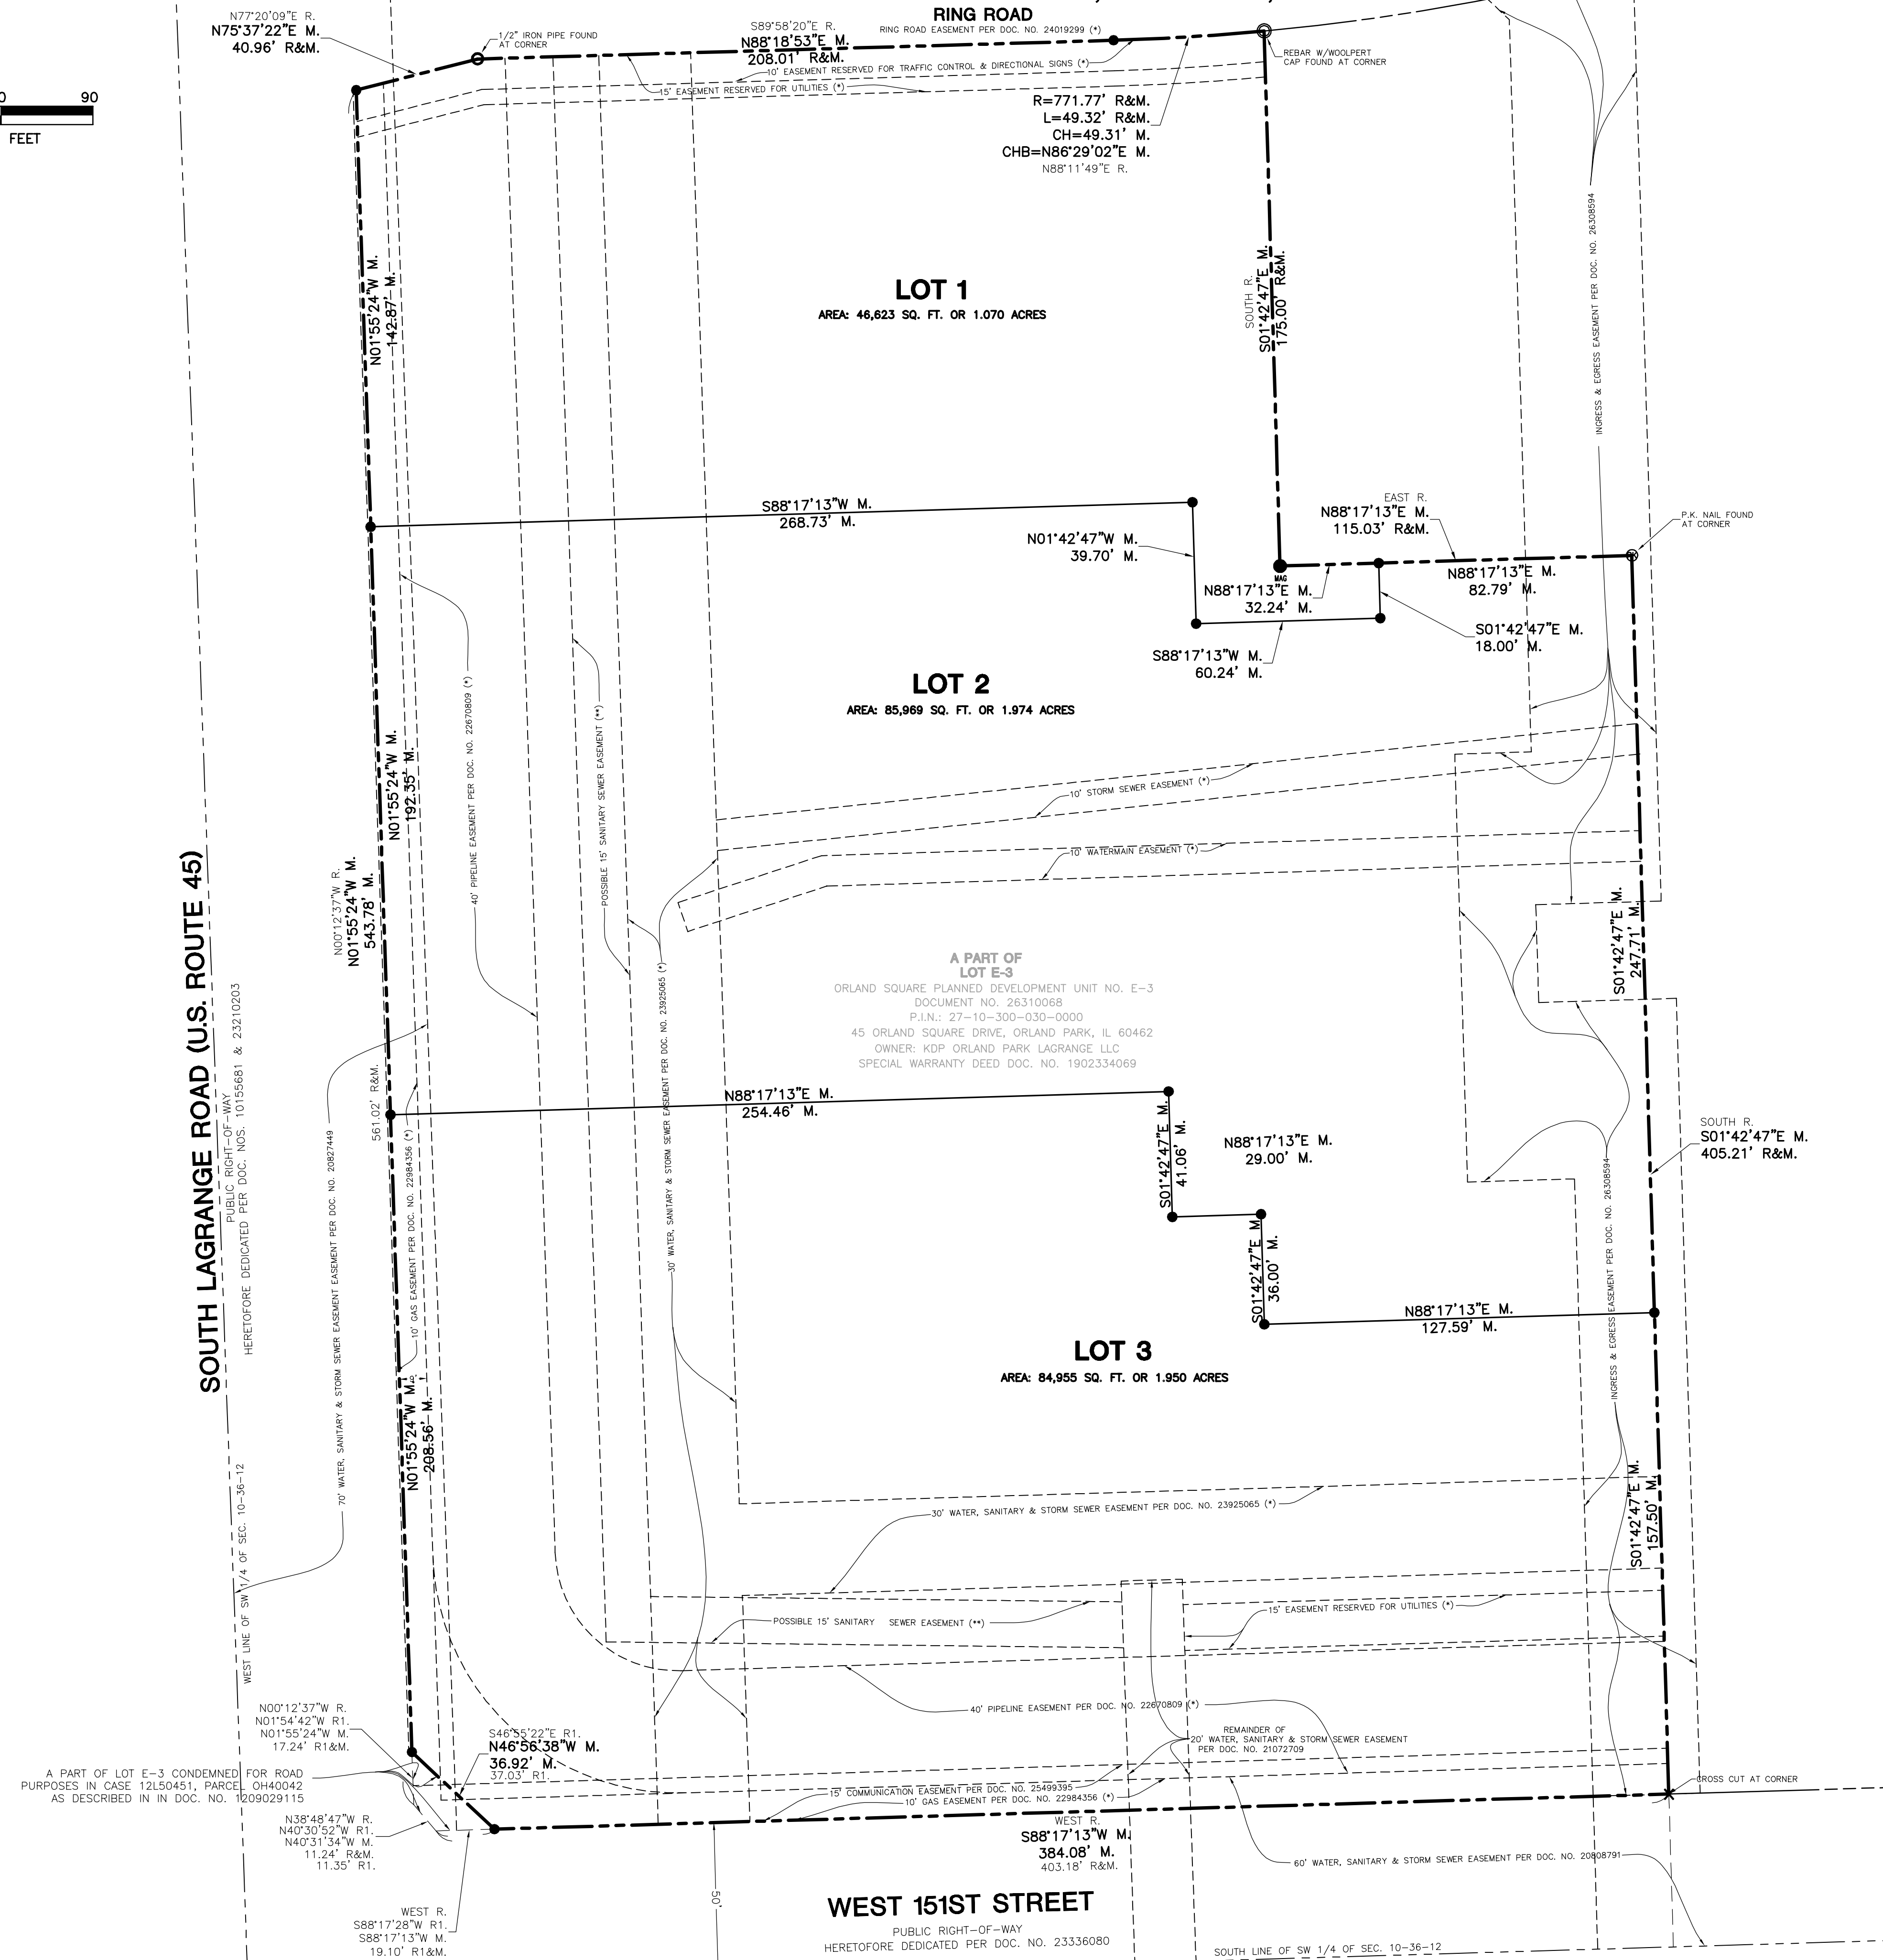 N77°20'09"E R.
N75°37'22"E M.
40.96' R&M.
1/2" IRON PIPE FOUND
AT CORNER
S89°58'20"E R.
N88°18'53"E M.
208.01' R&M.
RING ROAD
RING ROAD EASEMENT PER DOC. NO. 24019299 (*)
REBAR W/WOOLPERT
CAP FOUND AT CORNER
0 90
FEET
10' EASEMENT RESERVED FOR TRAFFIC CONTROL & DIRECTIONAL SIGNS (*)
15' EASEMENT RESERVED FOR UTILITIES (*)
R=771.77' R&M.
L=49.32' R&M.
CH=49.31' M.
CHB=N86°29'02"E M.
N88°11'49"E R.
N01°55'24"W M.
142.87' M.
LOT 1
AREA: 46,623 SQ. FT. OR 1.070 ACRES
SOUTH R.
S01°42'47"E M.
175.00' R&M.
INGRESS & EGRESS EASEMENT PER DOC. NO. 26308594
S88°17'13"W M.
268.73' M.
N01°42'47"W M.
39.70' M.
EAST R.
N88°17'13"E M.
115.03' R&M.
P.K. NAIL FOUND
AT CORNER
MAG
N88°17'13"E M.
32.24' M.
N88°17'13"E M.
82.79' M.
S01°42'47"E M.
18.00' M.
S88°17'13"W M.
60.24' M.
LOT 2
AREA: 85,969 SQ. FT. OR 1.974 ACRES
40' PIPELINE EASEMENT PER DOC. NO. 22670809 (*)
POSSIBLE 15' SANITARY SEWER EASEMENT (**)
N01°55'24"W M.
192.35' M.
10' STORM SEWER EASEMENT (*)
10' WATERMAIN EASEMENT (*)
N00°12'37"W R.
N01°55'24"W M.
543.78' M.
561.02' R&M.
SOUTH LAGRANGE ROAD (U.S. ROUTE 45)
PUBLIC RIGHT-OF-WAY
HERETOFORE DEDICATED PER DOC. NOS. 10155681 & 23210203
S01°42'47"E M.
247.71' M.
A PART OF
LOT E-3
ORLAND SQUARE PLANNED DEVELOPMENT UNIT NO. E-3
DOCUMENT NO. 26310068
P.I.N.: 27-10-300-030-0000
45 ORLAND SQUARE DRIVE, ORLAND PARK, IL 60462
OWNER: KDP ORLAND PARK LAGRANGE LLC
SPECIAL WARRANTY DEED DOC. NO. 1902334069
30' WATER, SANITARY & STORM SEWER EASEMENT PER DOC. NO. 23925065 (*)
70' WATER, SANITARY & STORM SEWER EASEMENT PER DOC. NO. 20827449
10' GAS EASEMENT PER DOC. NO. 22984356 (*)
N88°17'13"E M.
254.46' M.
S01°42'47"E M.
41.06' M.
N88°17'13"E M.
29.00' M.
SOUTH R.
S01°42'47"E M.
405.21' R&M.
S01°42'47"E M
36.00' M.
N88°17'13"E M.
127.59' M.
INGRESS & EGRESS EASEMENT PER DOC. NO. 26308594
LOT 3
AREA: 84,955 SQ. FT. OR 1.950 ACRES
N01°55'24"W M.
208.56' M.
WEST LINE OF SW 1/4 OF SEC. 10-36-12
S01°42'47"E M.
157.50' M.
30' WATER, SANITARY & STORM SEWER EASEMENT PER DOC. NO. 23925065 (*)
POSSIBLE 15' SANITARY SEWER EASEMENT (**)
15' EASEMENT RESERVED FOR UTILITIES (*)
40' PIPELINE EASEMENT PER DOC. NO. 22670809 (*)
N00°12'37"W R.
N01°54'42"W R1.
N01°55'24"W M.
17.24' R1&M.
S46°55'22"E R1.
N46°56'38"W M.
36.92' M.
37.03' R1.
REMAINDER OF
20' WATER, SANITARY & STORM SEWER EASEMENT
PER DOC. NO. 21072709
A PART OF LOT E-3 CONDEMNED FOR ROAD
PURPOSES IN CASE 12L50451, PARCEL OH40042
AS DESCRIBED IN IN DOC. NO. 1209029115
CROSS CUT AT CORNER
15' COMMUNICATION EASEMENT PER DOC. NO. 25499395
10' GAS EASEMENT PER DOC. NO. 22984356 (*)
N38°48'47"W R.
N40°30'52"W R1.
N40°31'34"W M.
11.24' R&M.
11.35' R1.
WEST R.
S88°17'13"W M.
384.08' M.
403.18' R&M.
60' WATER, SANITARY & STORM SEWER EASEMENT PER DOC. NO. 20808791
50'
WEST R.
S88°17'28"W R1.
S88°17'13"W M.
19.10' R1&M.
WEST 151ST STREET
PUBLIC RIGHT-OF-WAY
HERETOFORE DEDICATED PER DOC. NO. 23336080
SOUTH LINE OF SW 1/4 OF SEC. 10-36-12